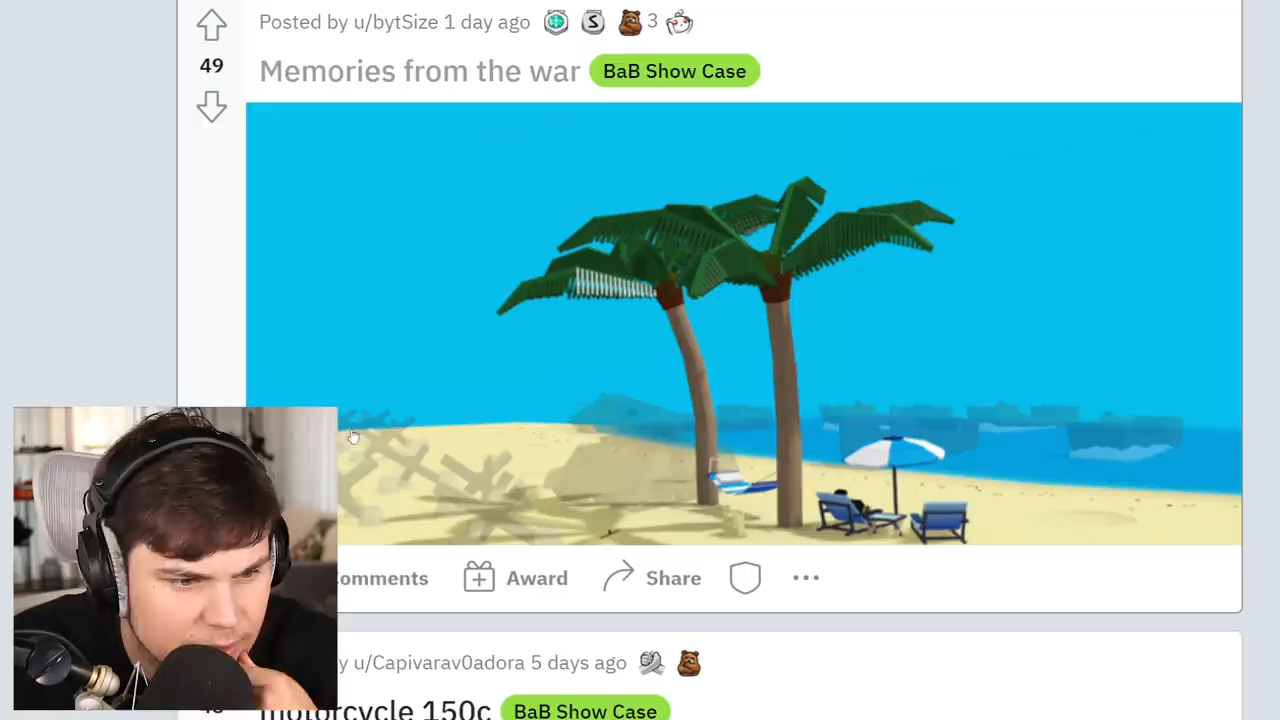 Posted by u/bytSize 1 day ago 3
49
Memories from the war BaB Show Case
omments Award Share
y u/Capivarav0adora 5 days ago
motorcycle 150c BaB Show Case